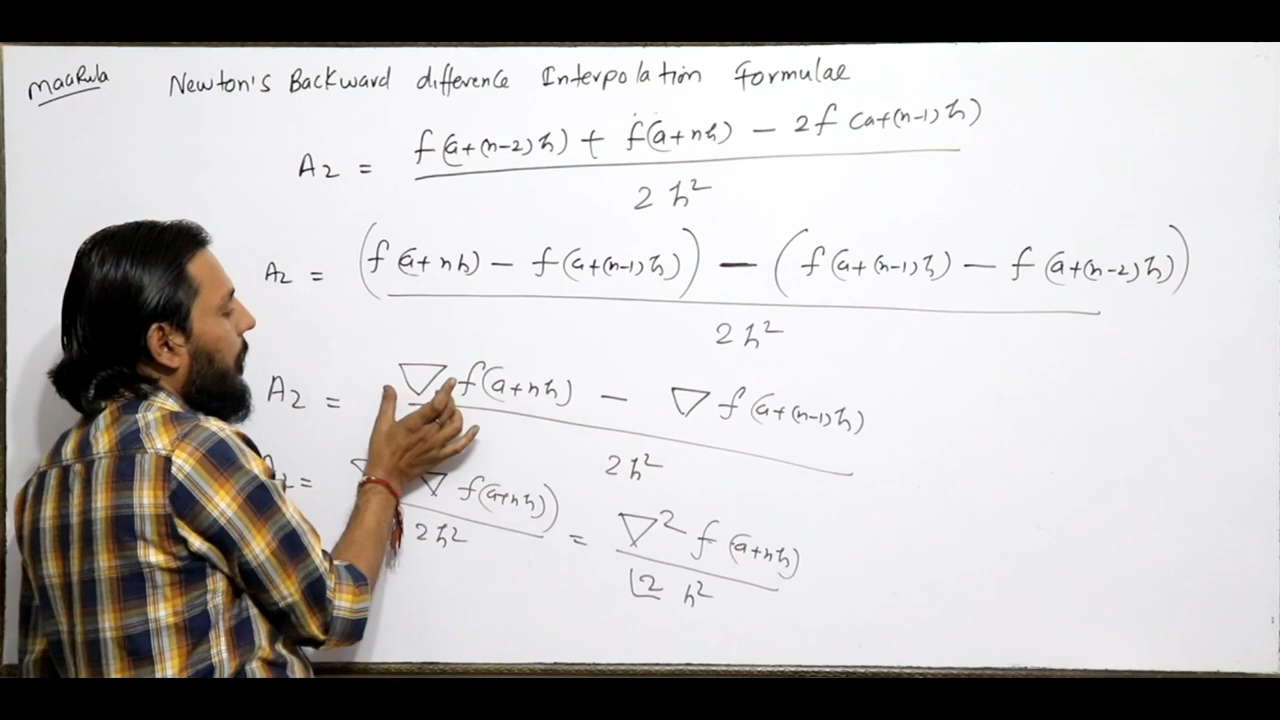 maaRula
Newton's Backward difference Interpolation Formulae
A2 = f(a+(n-2)h) + f(a+nh) - 2f(a+(n-1)h)
2h²
A2 = (f(a+nh) - f(a+(n-1)h)) - (f(a+(n-1)h) - f(a+(n-2)h))
2h²
A2 = ▽f(a+nh) - ▽f(a+(n-1)h)
2h²
= ▽ f(a+nh)) = ▽² f(a+nh)
2h² |2 h²